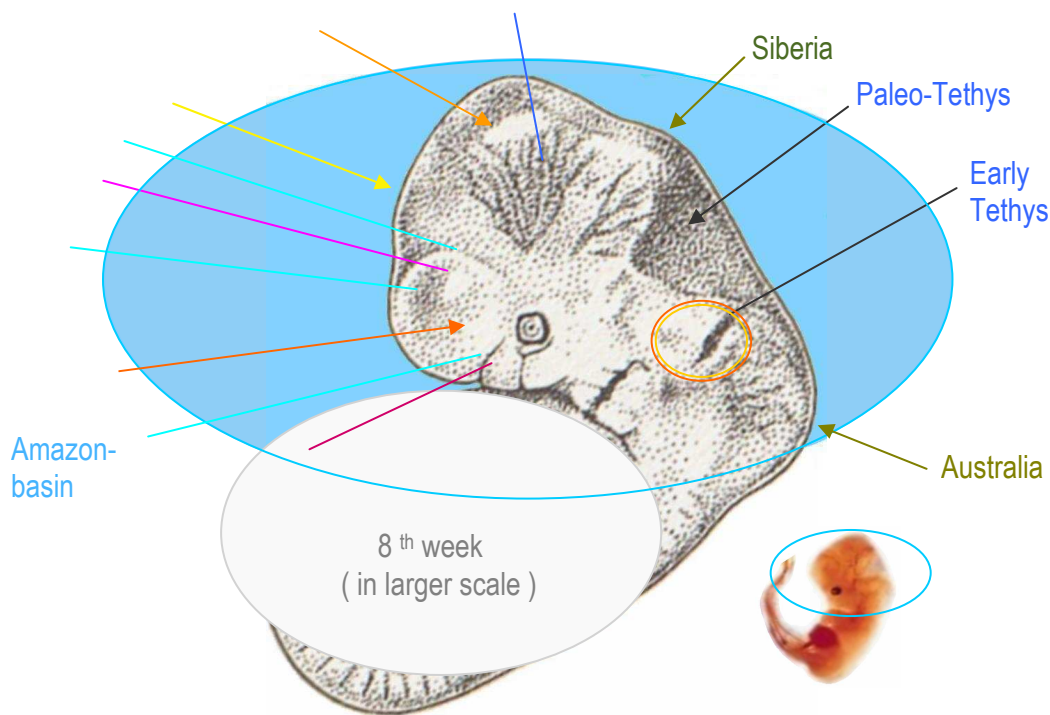 Siberia
Paleo-Tethys
Early
Tethys
Amazon-
basin
Australia
8 th week
( in larger scale )